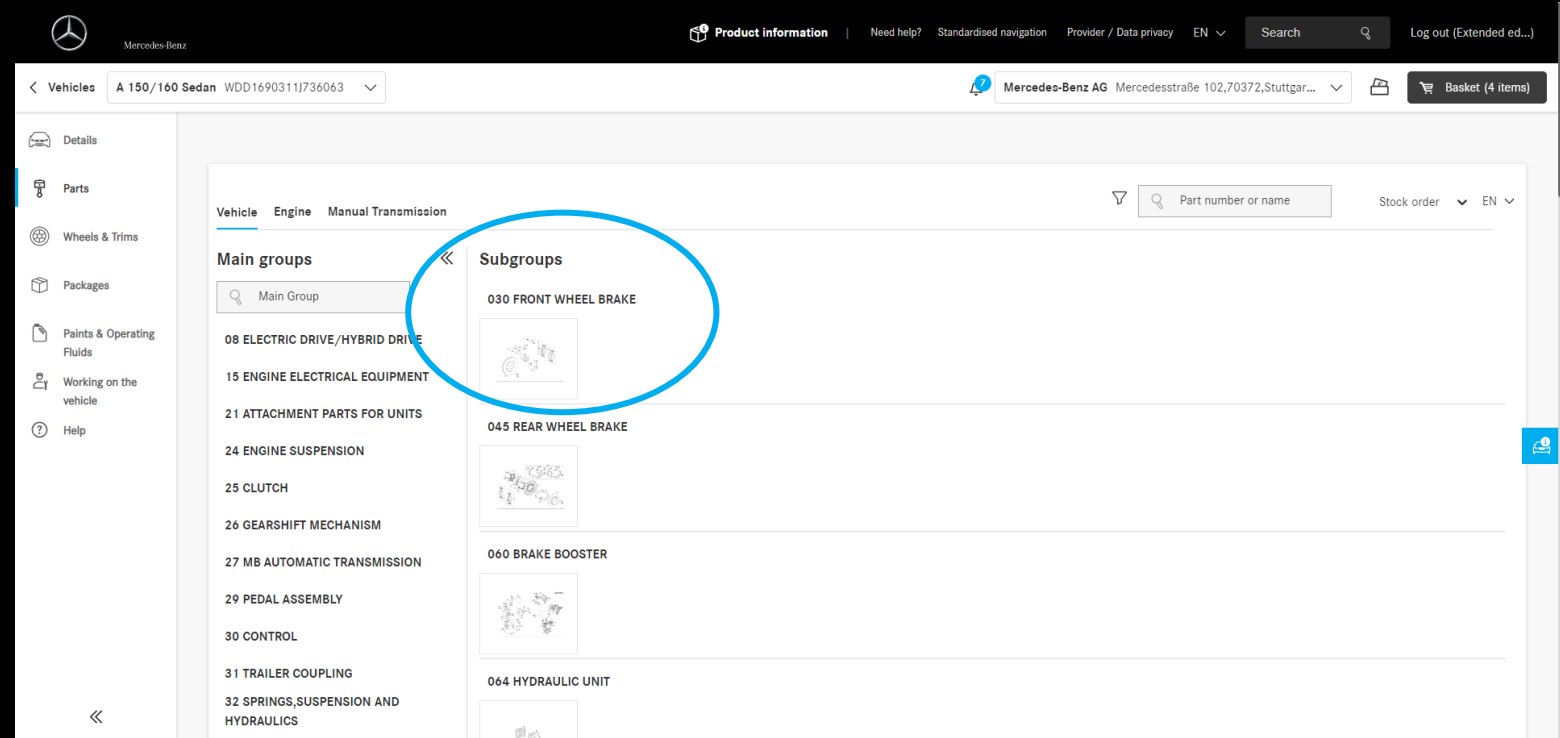 Mercedes-Benz
Product information | Need help? Standardised navigation Provider / Data privacy EN Search Log out (Extended ed...)
Vehicles A 150/160 Sedan WDD1690311J736063 7 Mercedes-Benz AG Mercedesstraße 102,70372,Stuttgar... Basket (4 items)
Details
Parts
Wheels & Trims
Packages
Paints & Operating
Fluids
Working on the
vehicle
Help
Vehicle Engine Manual Transmission
Part number or name Stock order EN
Main groups
Main Group
08 ELECTRIC DRIVE/HYBRID DRIVE
15 ENGINE ELECTRICAL EQUIPMENT
21 ATTACHMENT PARTS FOR UNITS
24 ENGINE SUSPENSION
25 CLUTCH
26 GEARSHIFT MECHANISM
27 MB AUTOMATIC TRANSMISSION
29 PEDAL ASSEMBLY
30 CONTROL
31 TRAILER COUPLING
32 SPRINGS,SUSPENSION AND
HYDRAULICS
Subgroups
030 FRONT WHEEL BRAKE
045 REAR WHEEL BRAKE
060 BRAKE BOOSTER
064 HYDRAULIC UNIT